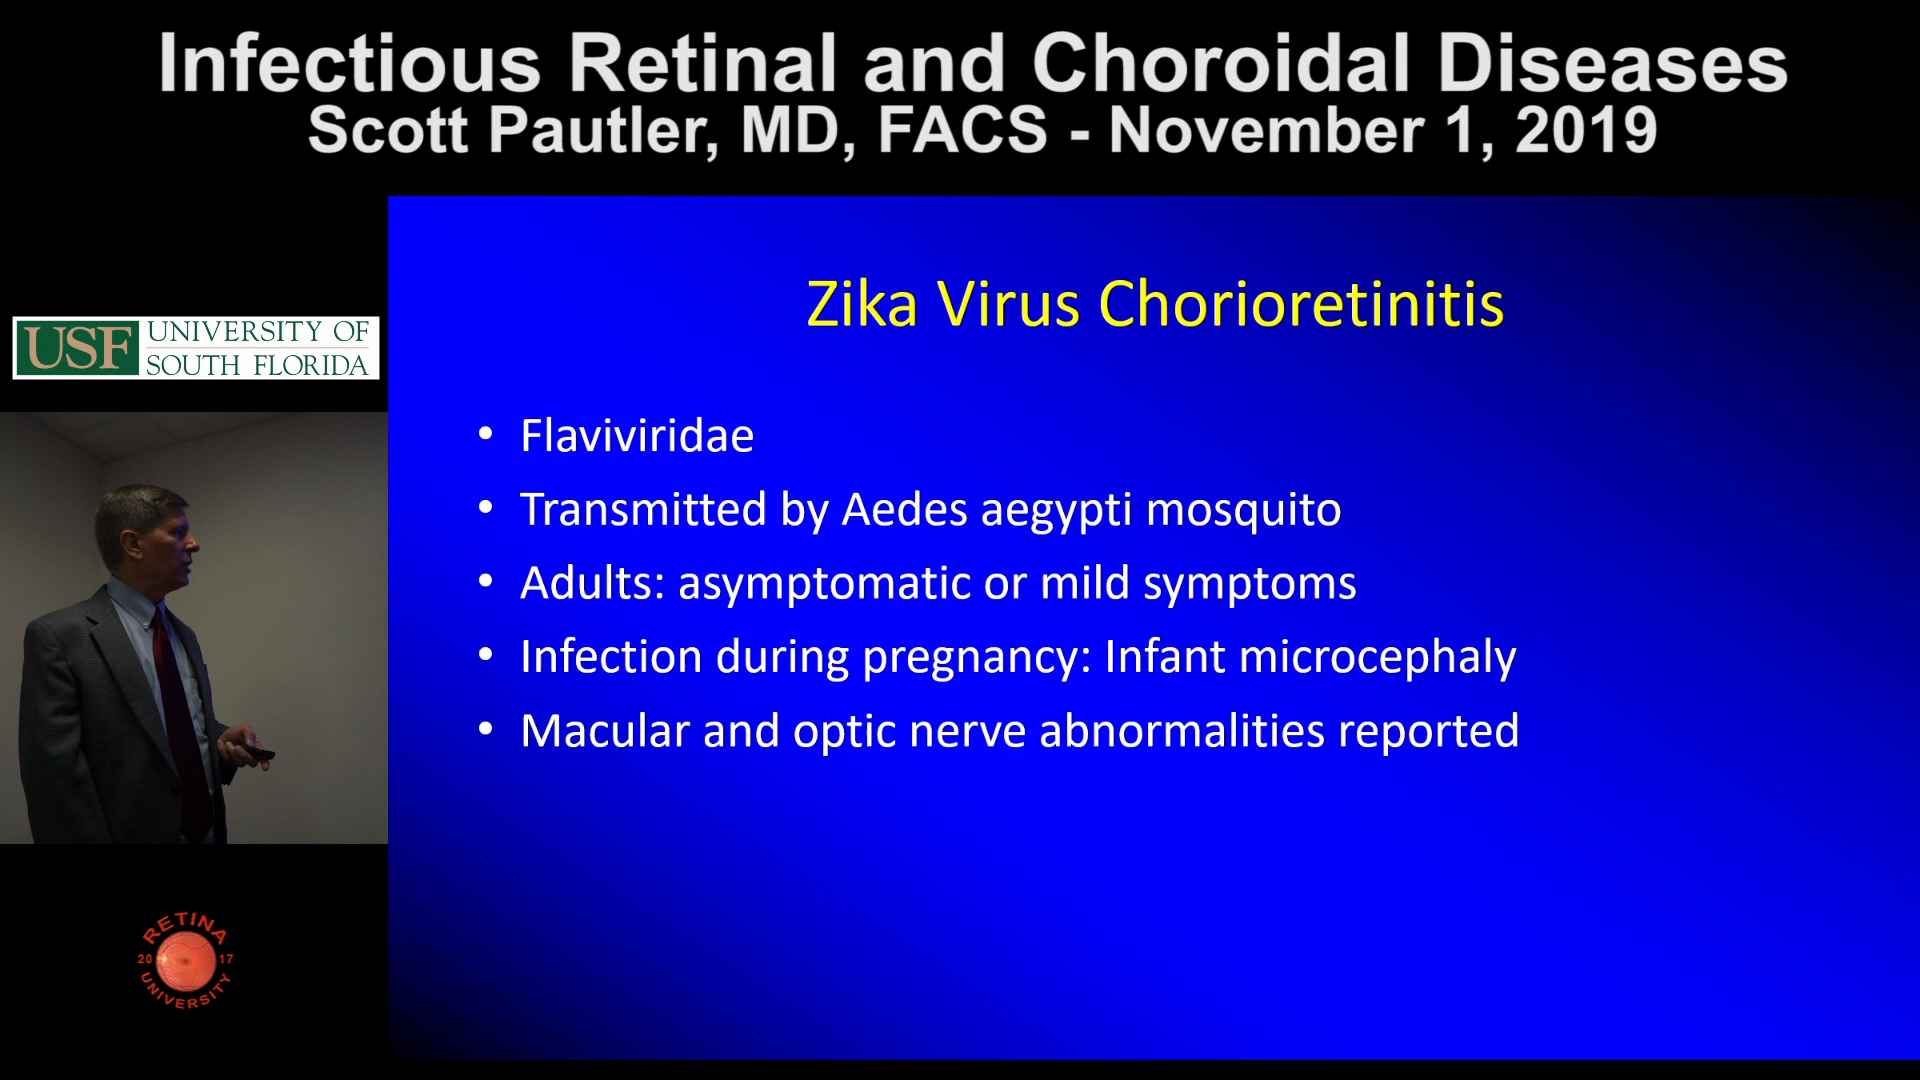 Infectious Retinal and Choroidal Diseases
Scott Pautler, MD, FACS - November 1, 2019
USF UNIVERSITY OF
SOUTH FLORIDA
Zika Virus Chorioretinitis
• Flaviviridae
• Transmitted by Aedes aegypti mosquito
• Adults: asymptomatic or mild symptoms
• Infection during pregnancy: Infant microcephaly
• Macular and optic nerve abnormalities reported
RETINA
20 17
UNIVERSITY